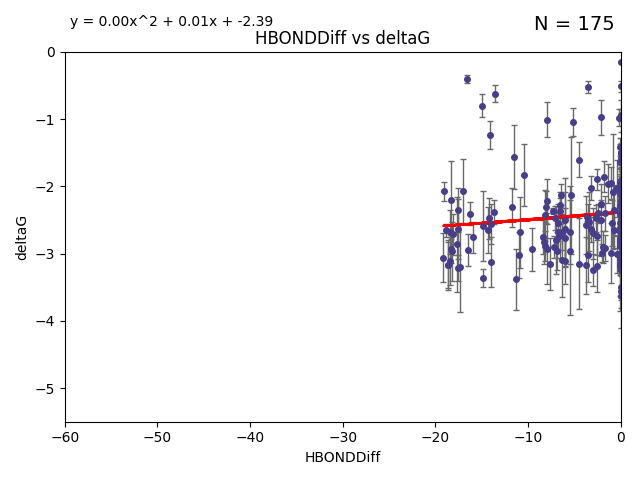 y = 0.00x^2 + 0.01x + -2.39
N = 175
HBONDDiff vs deltaG
0
−1
−2
−3
−4
−5
deltaG
−60
−50
−40
−30
−20
−10
0
HBONDDiff